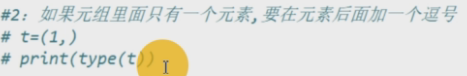 #2: 如果元组里面只有一个元素,要在元素后面加一个逗号
# t=(1,)
# print(type(t))